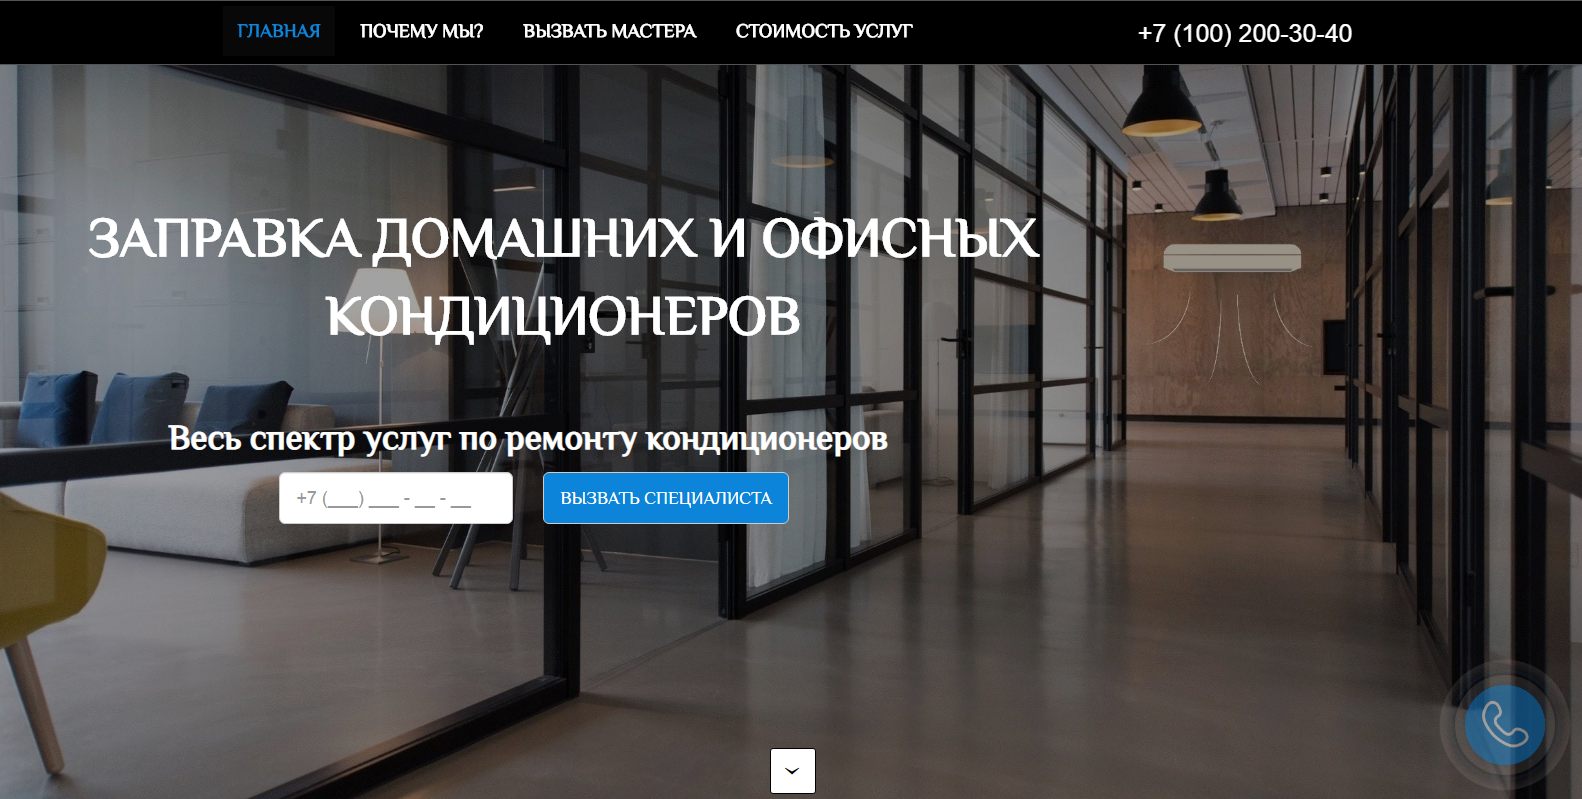 ГЛАВНАЯ ПОЧЕМУ МЫ? ВЫЗВАТЬ МАСТЕРА СТОИМОСТЬ УСЛУГ +7 (100) 200-30-40
ЗАПРАВКА ДОМАШНИХ И ОФИСНЫХ
КОНДИЦИОНЕРОВ
Весь спектр услуг по ремонту кондиционеров
+7 (___) ___ - __ - __ ВЫЗВАТЬ СПЕЦИАЛИСТА